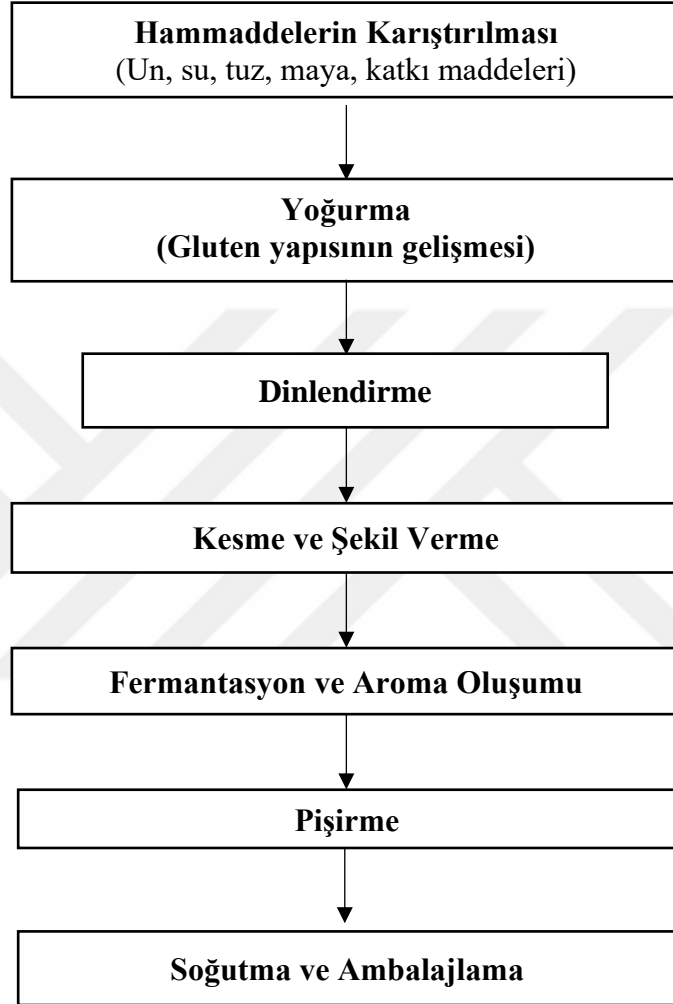 Hammaddelerin Karıştırılması
(Un, su, tuz, maya, katkı maddeleri)
Yoğurma
(Gluten yapısının gelişmesi)
Dinlendirme
Kesme ve Şekil Verme
Fermantasyon ve Aroma Oluşumu
Pişirme
Soğutma ve Ambalajlama